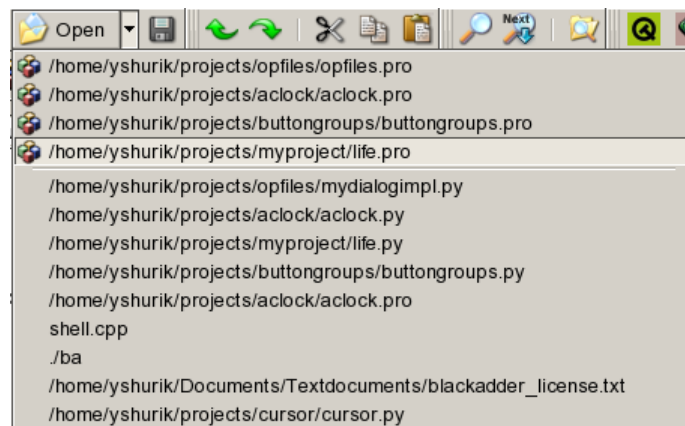 Open
Next
/home/yshurik/projects/opfiles/opfiles.pro
/home/yshurik/projects/aclock/aclock.pro
/home/yshurik/projects/buttongroups/buttongroups.pro
/home/yshurik/projects/myproject/life.pro
/home/yshurik/projects/opfiles/mydialogimpl.py
/home/yshurik/projects/aclock/aclock.py
/home/yshurik/projects/myproject/life.py
/home/yshurik/projects/buttongroups/buttongroups.py
/home/yshurik/projects/aclock/aclock.pro
shell.cpp
./ba
/home/yshurik/Documents/Textdocuments/blackadder_license.txt
/home/yshurik/projects/cursor/cursor.py